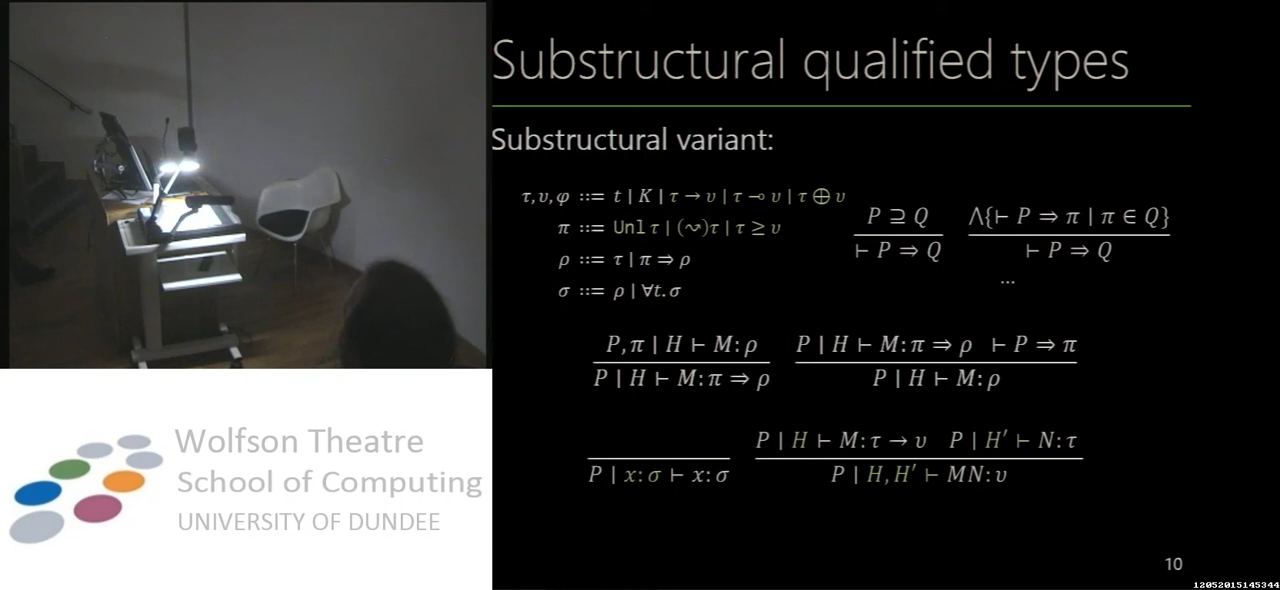 Substructural qualified types
Substructural variant:
τ, υ, φ ::= t | K | τ → υ | τ ⊸ υ | τ ⊕ υ
π ::= Unl τ | (⇝)τ | τ ≥ υ
ρ ::= τ | π ⇒ ρ
σ ::= ρ | ∀t. σ
P ⊇ Q
⊢ P ⇒ Q
⋀{⊢ P ⇒ π | π ∈ Q}
⊢ P ⇒ Q
...
P, π | H ⊢ M: ρ
P | H ⊢ M: π ⇒ ρ
P | H ⊢ M: π ⇒ ρ ⊢ P ⇒ π
P | H ⊢ M: ρ
P | x: σ ⊢ x: σ
P | H ⊢ M: τ → υ P | H′ ⊢ N: τ
P | H, H′ ⊢ MN: υ
10
Wolfson Theatre
School of Computing
UNIVERSITY OF DUNDEE
12052015145344